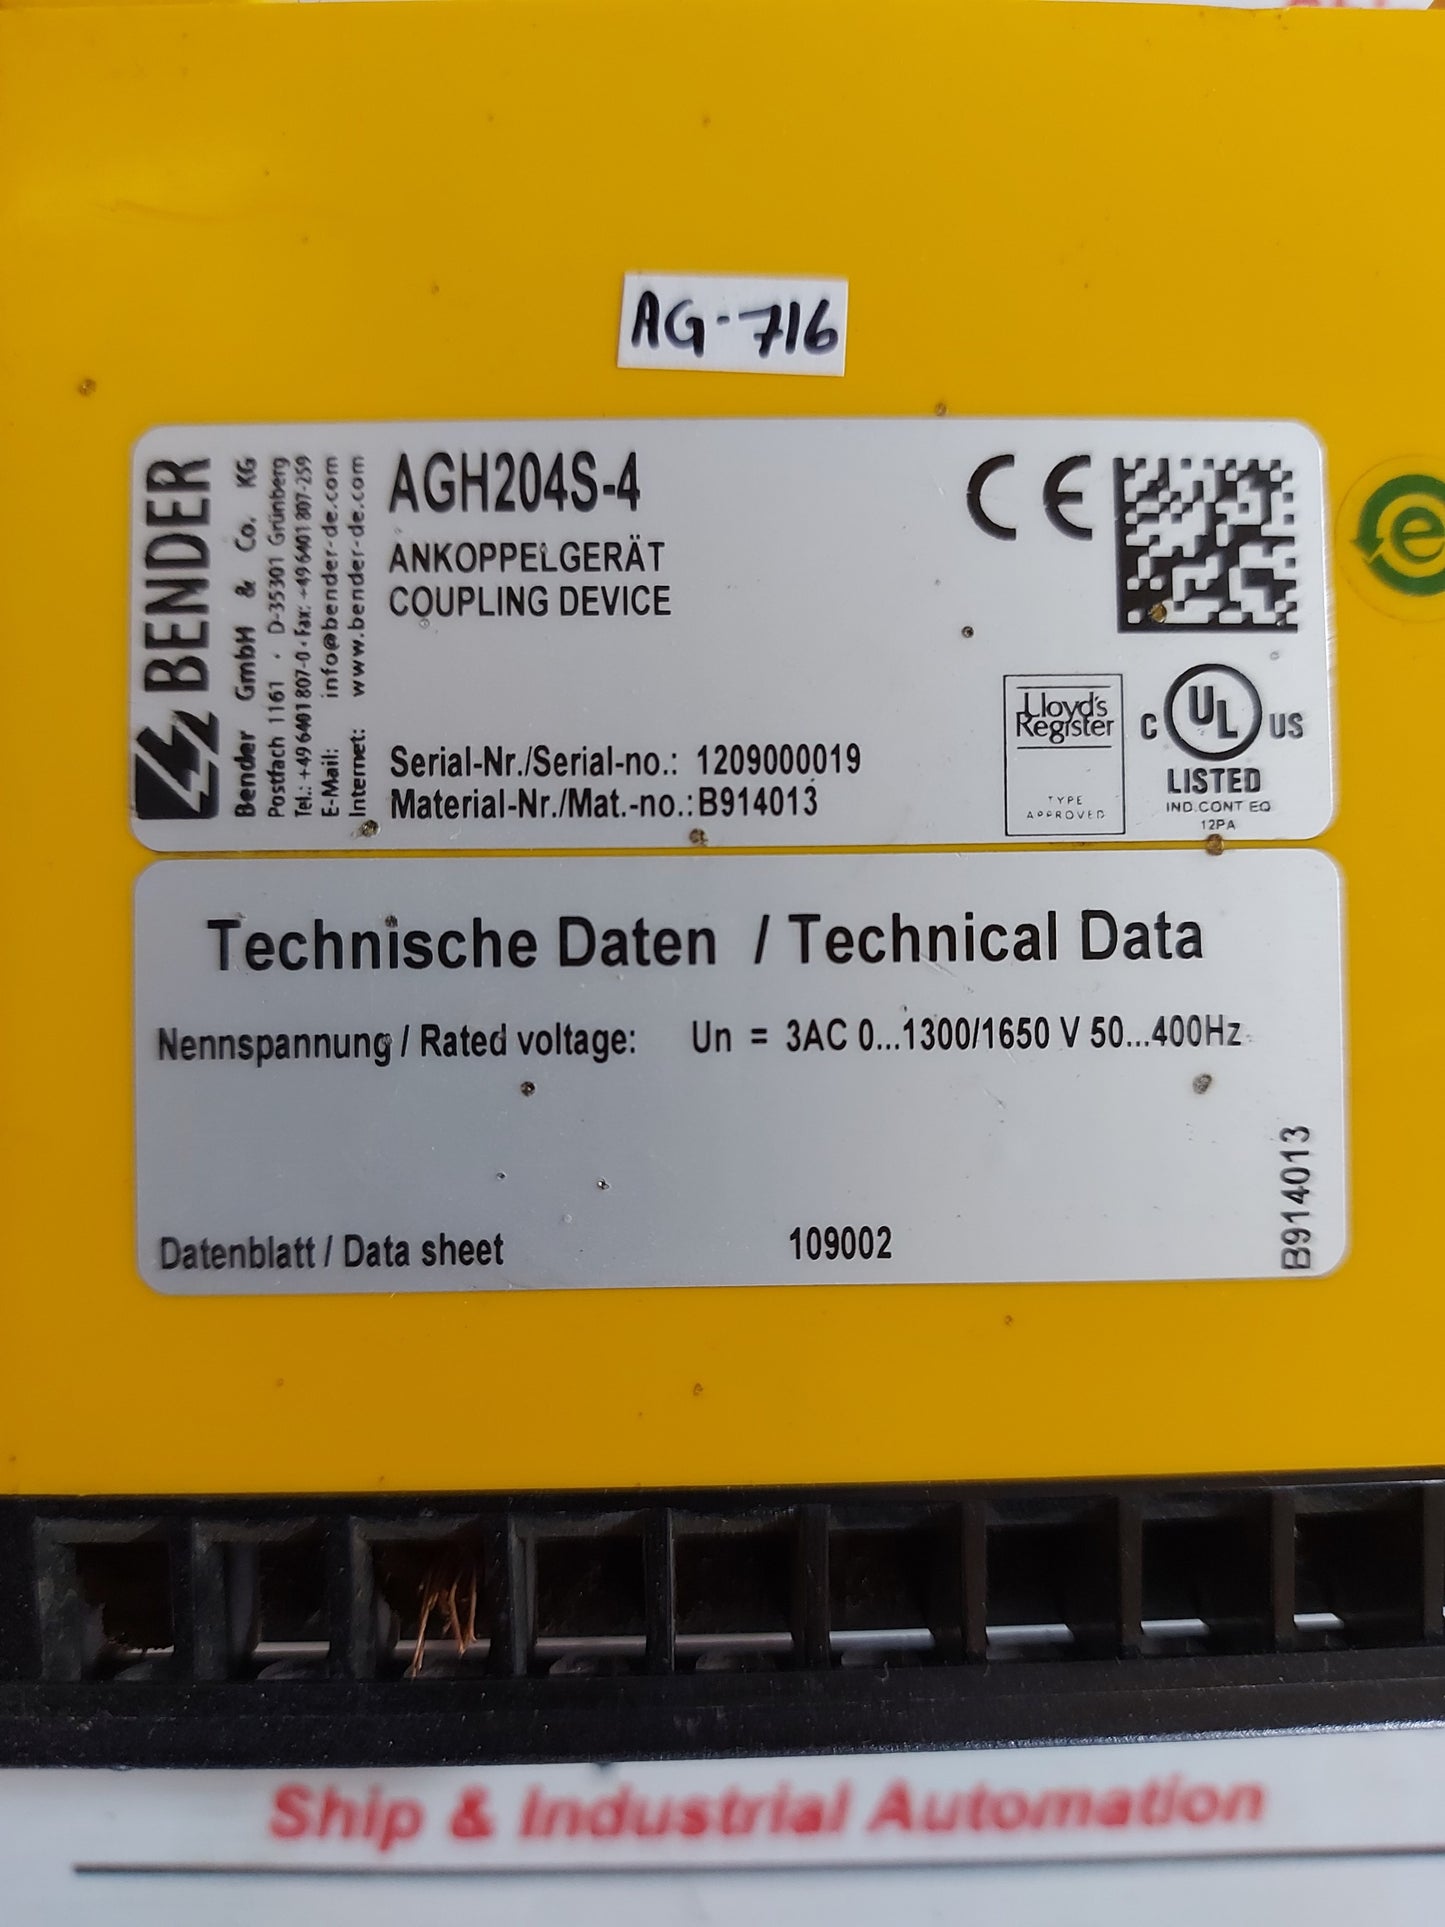 AG-716
BENDER
Bender GmbH & Co. KG
Postfach 1161 · D-35301 Grünberg
Tel.: +49 6401 807-0 · Fax: +49 6401 807-259
E-Mail: info@bender-de.com
Internet: www.bender-de.com
AGH204S-4
ANKOPPELGERÄT
COUPLING DEVICE
Serial-Nr./Serial-no.: 1209000019
Material-Nr./Mat.-no.: B914013
CE
e
Lloyd's
Register
TYPE
APPROVED
C UL US
LISTED
IND.CONT EQ
12PA
Technische Daten / Technical Data
Nennspannung / Rated voltage: Un = 3AC 0...1300/1650 V 50...400Hz
Datenblatt / Data sheet 109002
B914013
Ship & Industrial Automation